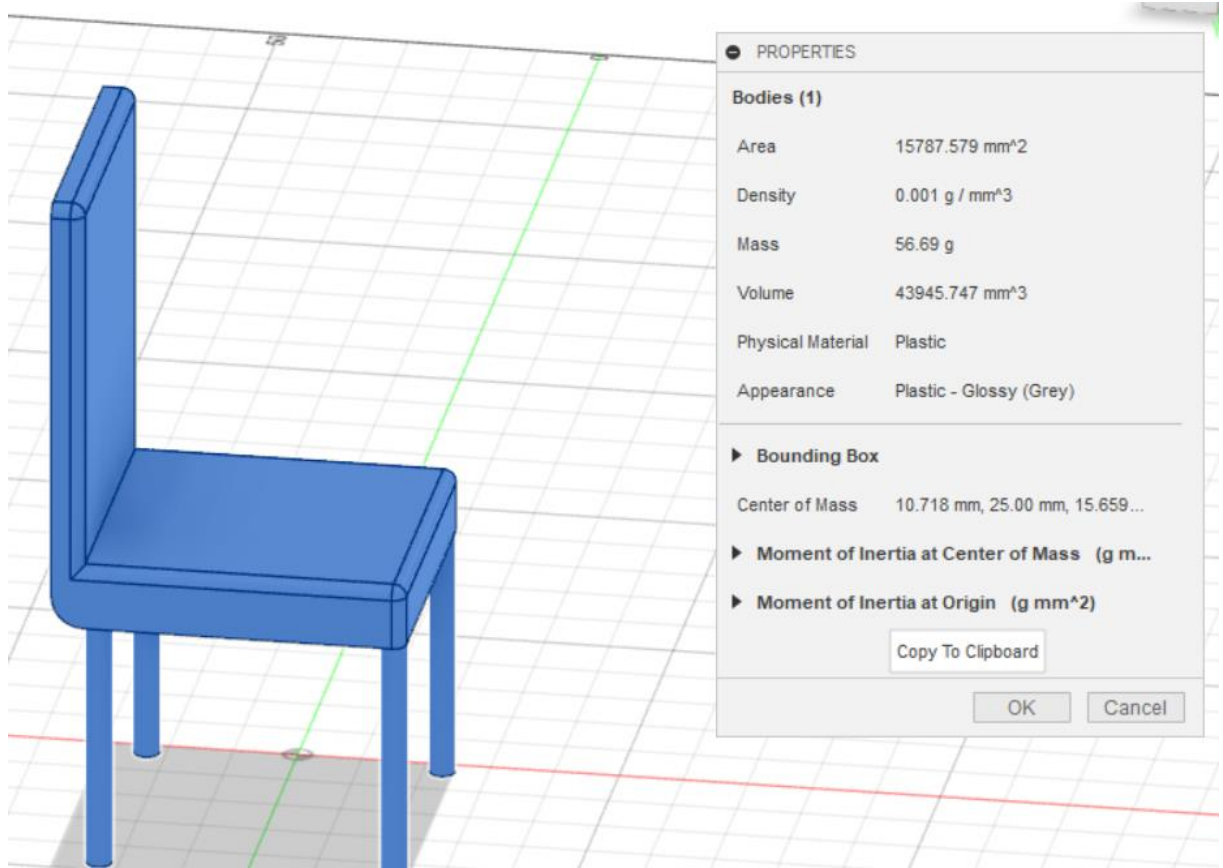 PROPERTIES
Bodies (1)
Area 15787.579 mm^2
Density 0.001 g / mm^3
Mass 56.69 g
Volume 43945.747 mm^3
Physical Material Plastic
Appearance Plastic - Glossy (Grey)
Bounding Box
Center of Mass 10.718 mm, 25.00 mm, 15.659...
Moment of Inertia at Center of Mass (g m...
Moment of Inertia at Origin (g mm^2)
Copy To Clipboard
OK Cancel